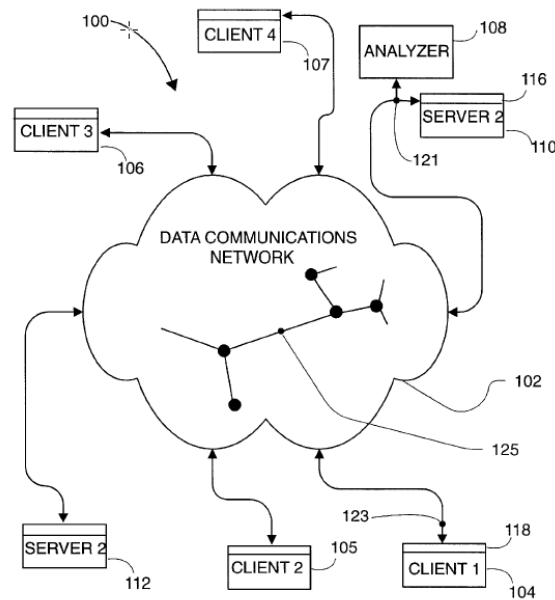 100
CLIENT 4
107
108
ANALYZER
116
SERVER 2
110
121
CLIENT 3
106
DATA COMMUNICATIONS
NETWORK
102
125
123
118
SERVER 2
112
CLIENT 2
105
CLIENT 1
104